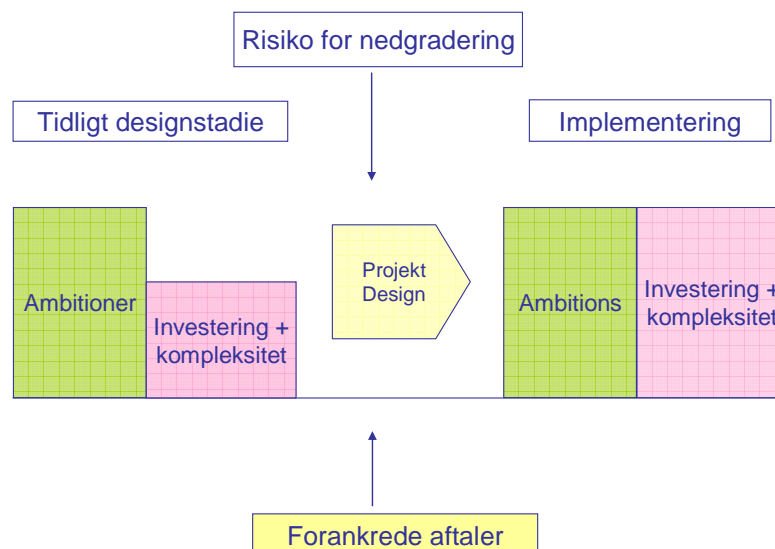 Risiko for nedgradering
Tidligt designstadie
Implementering
Ambitioner
Investering +
kompleksitet
Projekt
Design
Ambitions
Investering +
kompleksitet
Forankrede aftaler